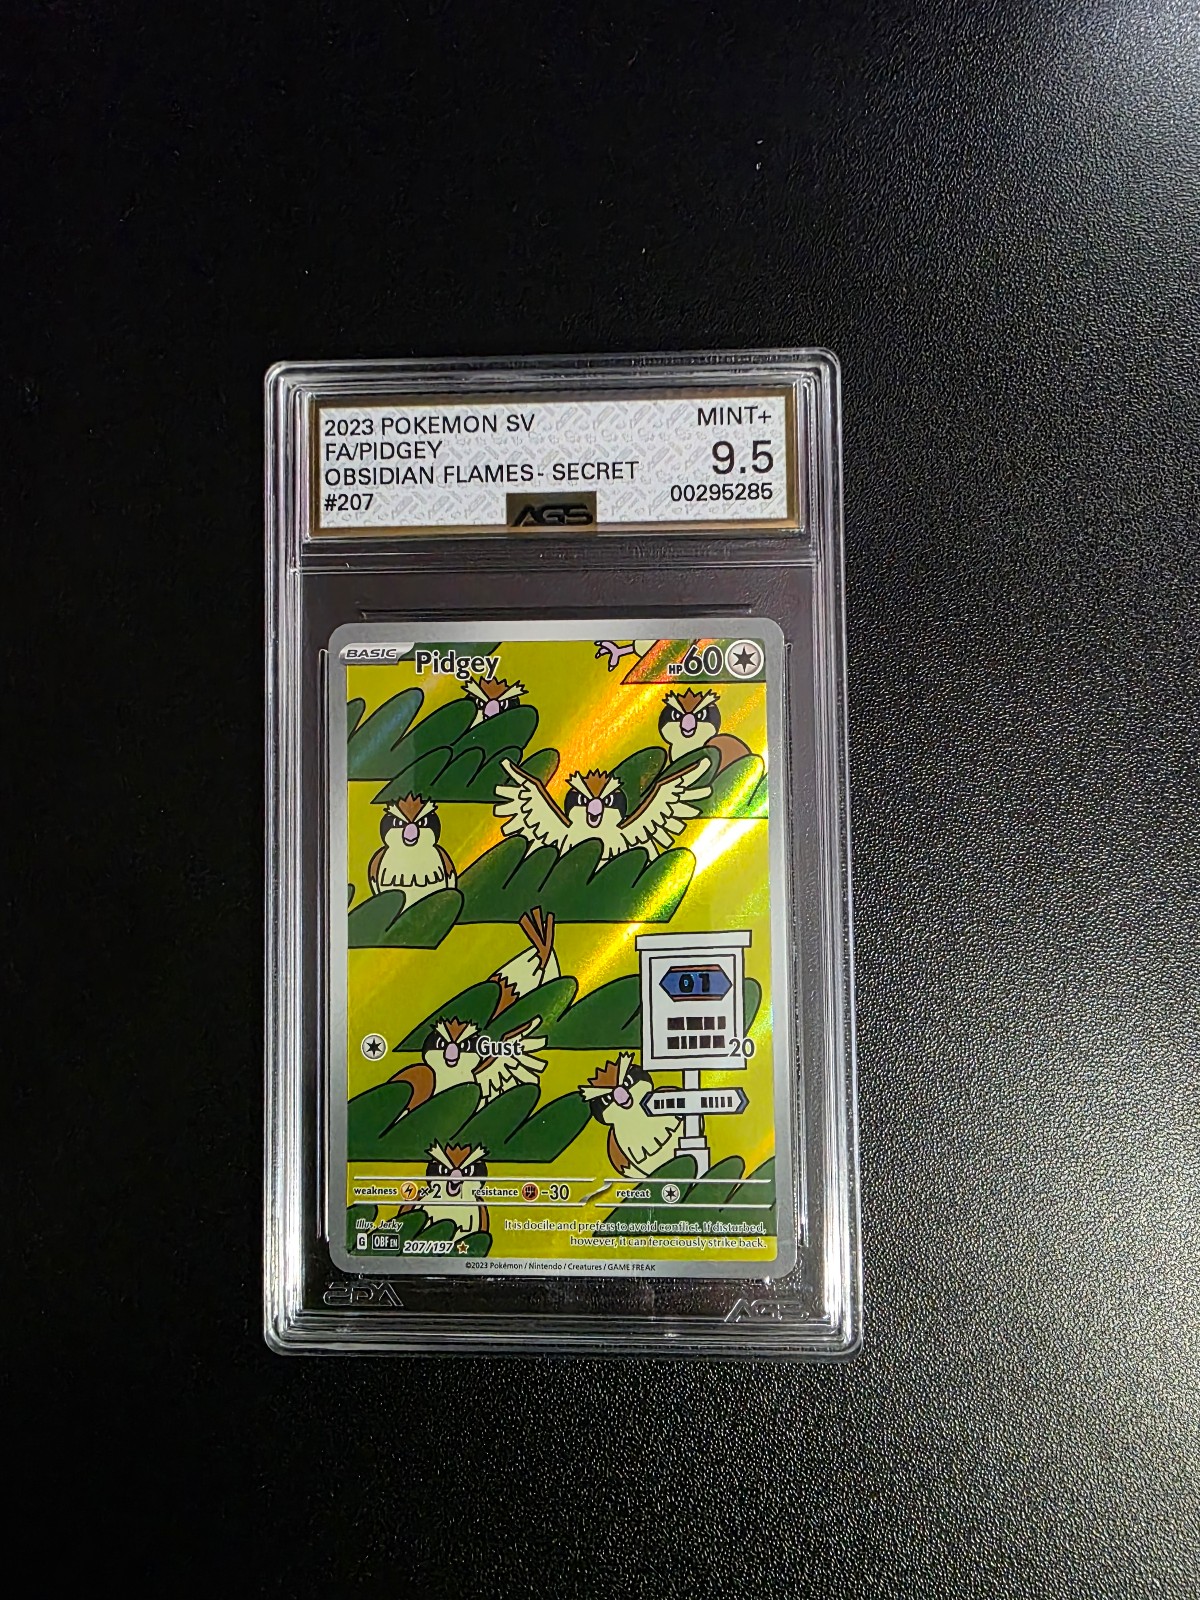 2023 POKEMON SV
FA/PIDGEY
OBSIDIAN FLAMES- SECRET
#207
MINT+
9.5
00295285
AGS
BASIC Pidgey HP60
01
Gust 20
weakness ×2 resistance -30 retreat
Illus. Jerky
G OBF EN 207/197
It is docile and prefers to avoid conflict. If disturbed,
however, it can ferociously strike back.
©2023 Pokémon / Nintendo / Creatures / GAME FREAK
AGS